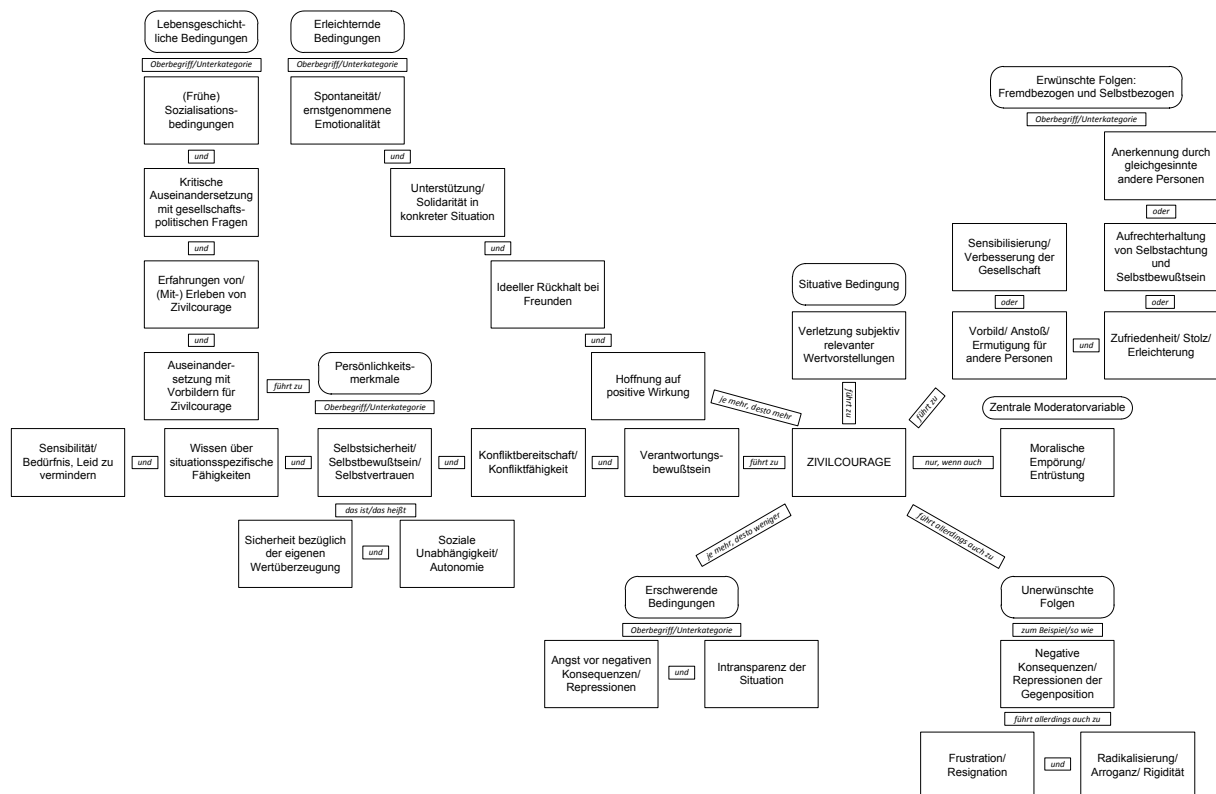 Lebensgeschicht-
liche Bedingungen
Oberbegriff/Unterkategorie
(Frühe)
Sozialisations-
bedingungen
und
Kritische
Auseinandersetzung
mit gesellschafts-
politischen Fragen
und
Erfahrungen von/
(Mit-) Erleben von
Zivilcourage
und
Auseinander-
setzung mit
Vorbildern für
Zivilcourage
führt zu
Persönlichkeits-
merkmale
Oberbegriff/Unterkategorie
Erleichternde
Bedingungen
Oberbegriff/Unterkategorie
Spontaneität/
ernstgenommene
Emotionalität
und
Unterstützung/
Solidarität in
konkreter Situation
und
Ideeller Rückhalt bei
Freunden
und
Hoffnung auf
positive Wirkung
je mehr, desto mehr
Situative Bedingung
Verletzung subjektiv
relevanter
Wertvorstellungen
führt zu
Erwünschte Folgen:
Fremdbezogen und Selbstbezogen
Oberbegriff/Unterkategorie
Anerkennung durch
gleichgesinnte
andere Personen
oder
Sensibilisierung/
Verbesserung der
Gesellschaft
Aufrechterhaltung
von Selbstachtung
und
Selbstbewußtsein
oder
oder
Vorbild/ Anstoß/
Ermutigung für
andere Personen
und
Zufriedenheit/ Stolz/
Erleichterung
führt zu
Zentrale Moderatorvariable
Sensibilität/
Bedürfnis, Leid zu
vermindern
und
Wissen über
situationsspezifische
Fähigkeiten
und
Selbstsicherheit/
Selbstbewußtsein/
Selbstvertrauen
und
Konfliktbereitschaft/
Konfliktfähigkeit
und
Verantwortungs-
bewußtsein
führt zu
ZIVILCOURAGE
nur, wenn auch
Moralische
Empörung/
Entrüstung
das ist/das heißt
Sicherheit bezüglich
der eigenen
Wertüberzeugung
und
Soziale
Unabhängigkeit/
Autonomie
je mehr, desto weniger
Erschwerende
Bedingungen
Oberbegriff/Unterkategorie
Angst vor negativen
Konsequenzen/
Repressionen
und
Intransparenz der
Situation
führt allerdings auch zu
Unerwünschte
Folgen
zum Beispiel/so wie
Negative
Konsequenzen/
Repressionen der
Gegenposition
führt allerdings auch zu
Frustration/
Resignation
und
Radikalisierung/
Arroganz/ Rigidität